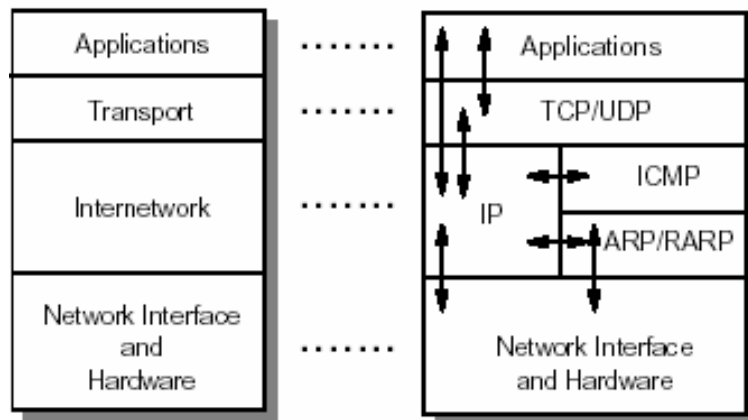 Applications
Transport
Internetwork
Network Interface
and
Hardware
Applications
TCP/UDP
ICMP
IP
ARP/RARP
Network Interface
and Hardware